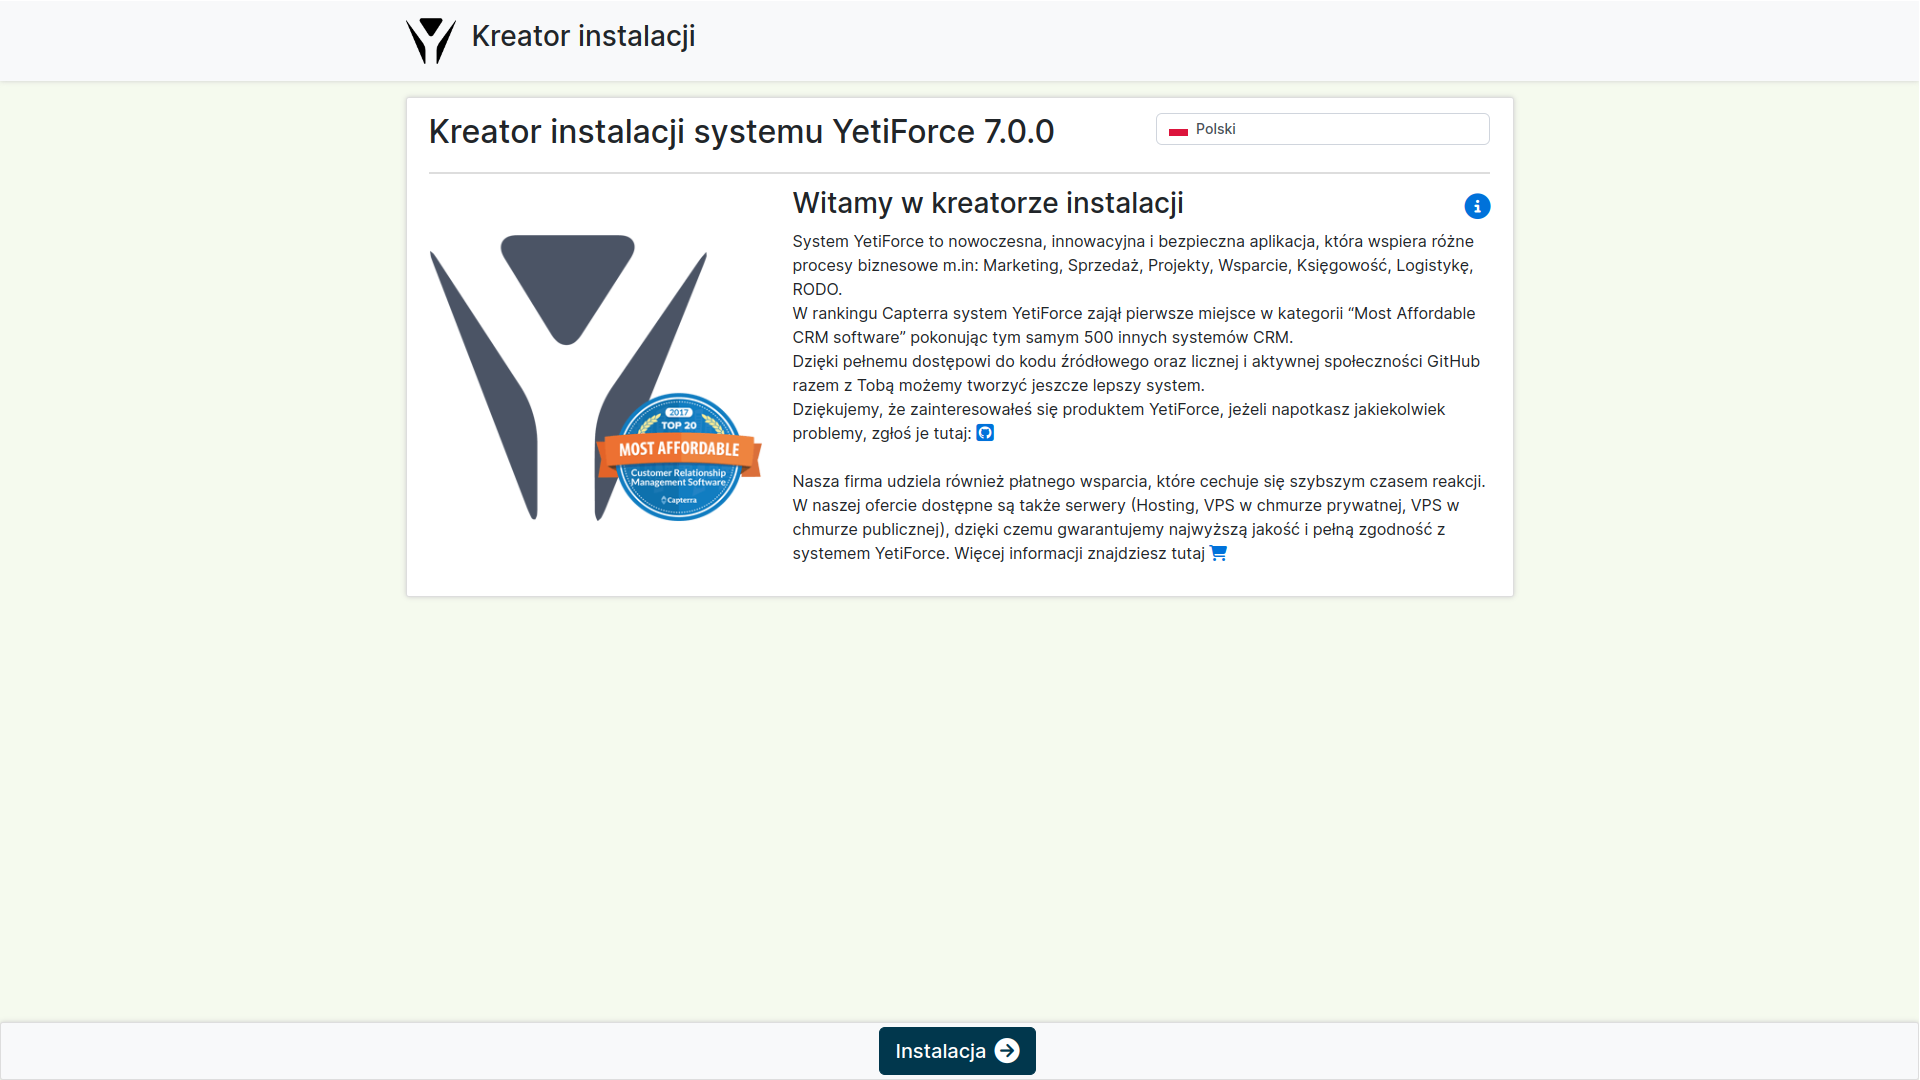 Kreator instalacji
Kreator instalacji systemu YetiForce 7.0.0
Polski
Witamy w kreatorze instalacji
System YetiForce to nowoczesna, innowacyjna i bezpieczna aplikacja, która wspiera różne
procesy biznesowe m.in: Marketing, Sprzedaż, Projekty, Wsparcie, Księgowość, Logistykę,
RODO.
W rankingu Capterra system YetiForce zajął pierwsze miejsce w kategorii “Most Affordable
CRM software” pokonując tym samym 500 innych systemów CRM.
Dzięki pełnemu dostępowi do kodu źródłowego oraz licznej i aktywnej społeczności GitHub
razem z Tobą możemy tworzyć jeszcze lepszy system.
Dziękujemy, że zainteresowałeś się produktem YetiForce, jeżeli napotkasz jakiekolwiek
problemy, zgłoś je tutaj:
Nasza firma udziela również płatnego wsparcia, które cechuje się szybszym czasem reakcji.
W naszej ofercie dostępne są także serwery (Hosting, VPS w chmurze prywatnej, VPS w
chmurze publicznej), dzięki czemu gwarantujemy najwyższą jakość i pełną zgodność z
systemem YetiForce. Więcej informacji znajdziesz tutaj
2017
TOP 20
MOST AFFORDABLE
Customer Relationship
Management Software
Capterra
Instalacja